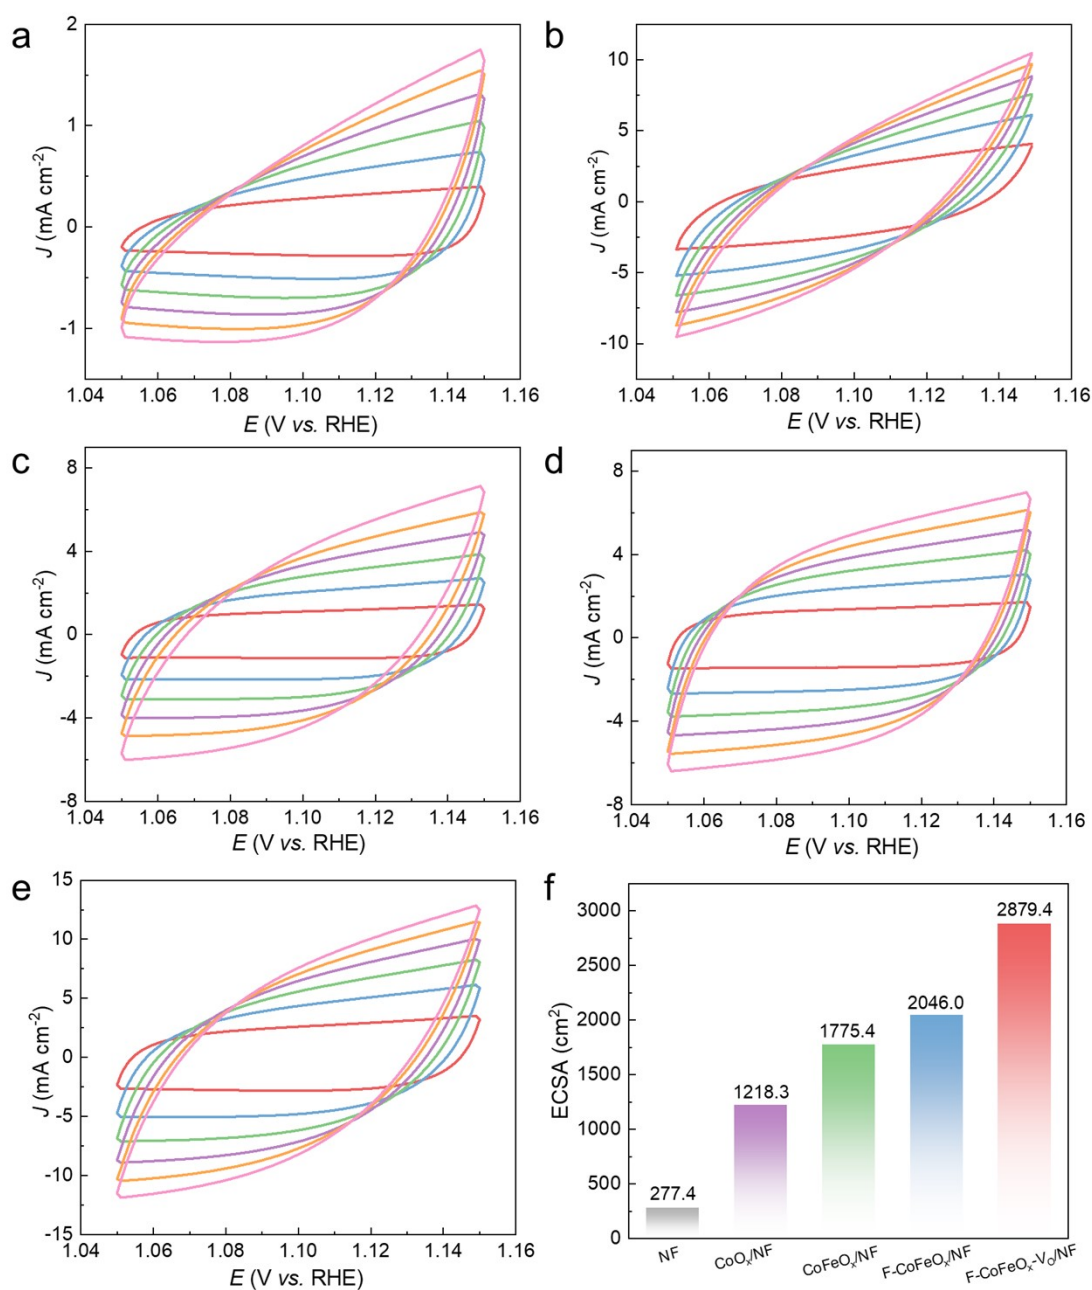 a
2
1
0
-1
J (mA cm-2)
1.04 1.06 1.08 1.10 1.12 1.14 1.16
E (V vs. RHE)
b
10
5
0
-5
-10
J (mA cm-2)
1.04 1.06 1.08 1.10 1.12 1.14 1.16
E (V vs. RHE)
c
8
4
0
-4
-8
J (mA cm-2)
1.04 1.06 1.08 1.10 1.12 1.14 1.16
E (V vs. RHE)
d
8
4
0
-4
-8
J (mA cm-2)
1.04 1.06 1.08 1.10 1.12 1.14 1.16
E (V vs. RHE)
e
15
10
5
0
-5
-10
-15
J (mA cm-2)
1.04 1.06 1.08 1.10 1.12 1.14 1.16
E (V vs. RHE)
f
3000
2500
2000
1500
1000
500
0
ECSA (cm2)
277.4
1218.3
1775.4
2046.0
2879.4
NF
CoOx/NF
CoFeOx/NF
F-CoFeOx/NF
F-CoFeOx-VO/NF